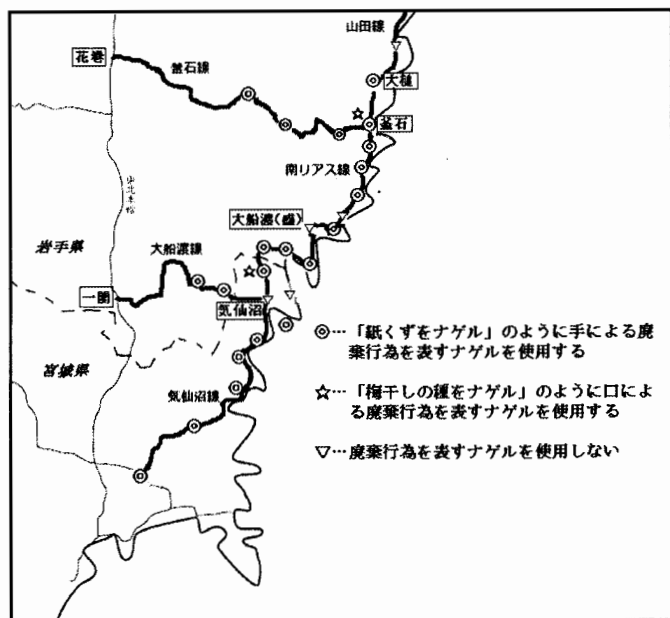 山田線
花巻
釜石線
大槌
釜石
南リアス線
東北本線
大船渡(盛)
岩手県
大船渡線
一関
気仙沼
宮城県
気仙沼線
◎…「紙くずをナゲル」のように手による廃
棄行為を表すナゲルを使用する
☆…「梅干しの種をナゲル」のように口によ
る廃棄行為を表すナゲルを使用する
▽…廃棄行為を表すナゲルを使用しない